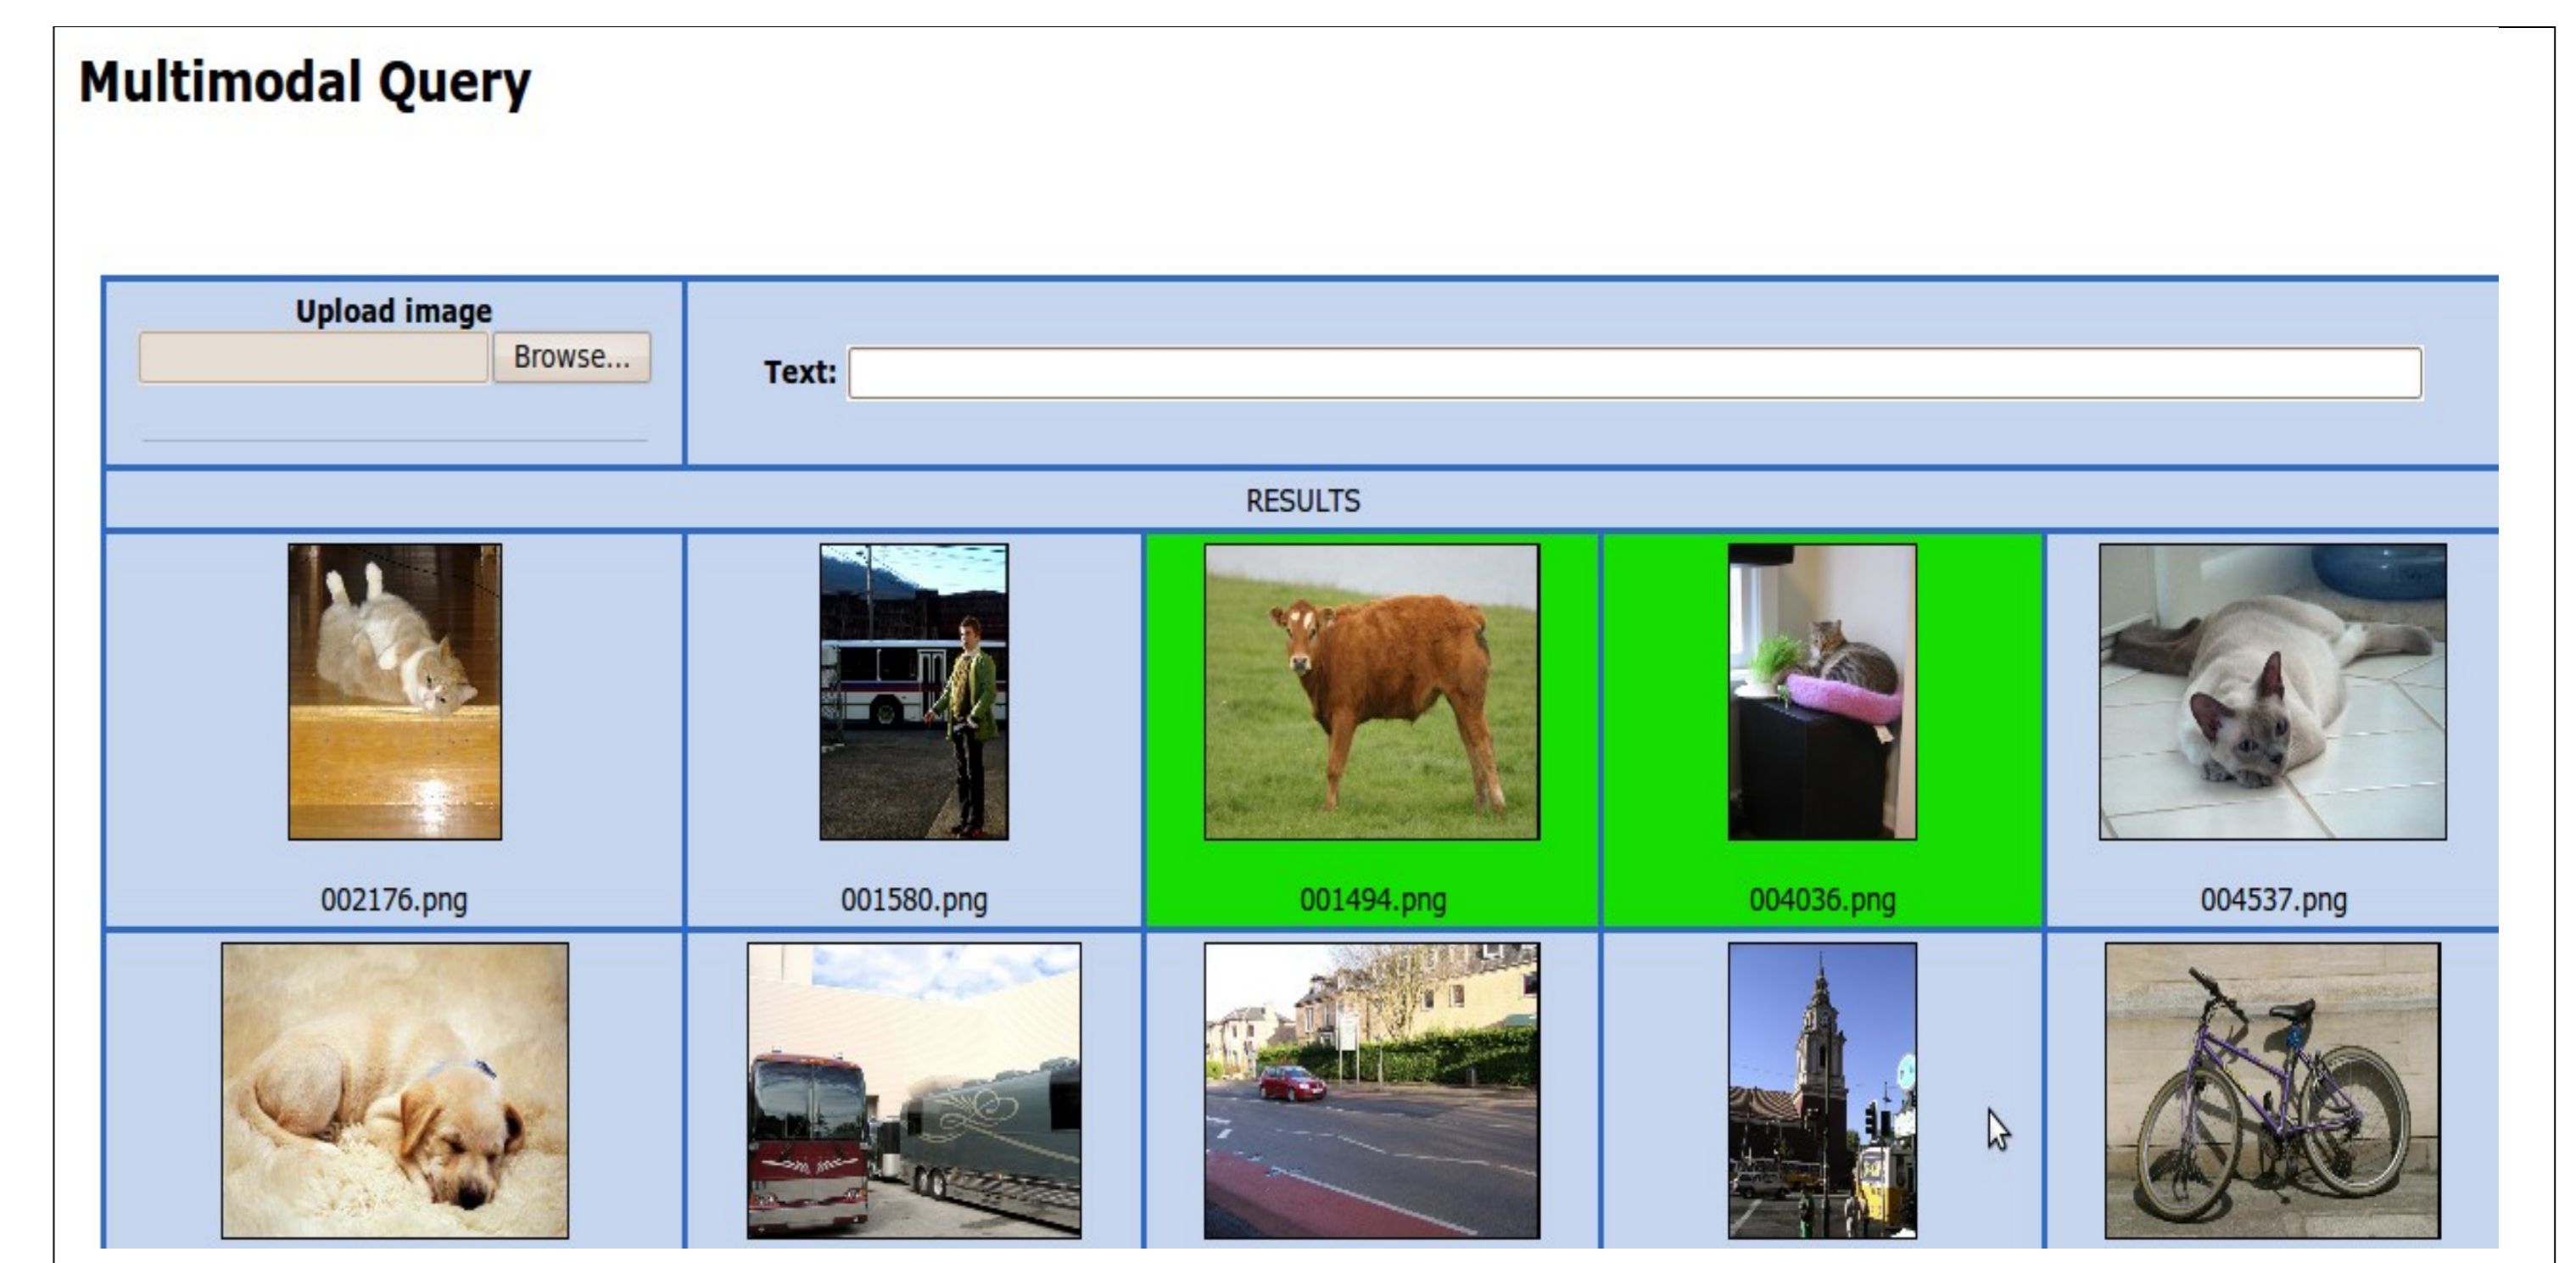 Multimodal Query
Upload image
Browse...
Text:
RESULTS
002176.png
001580.png
001494.png
004036.png
004537.png